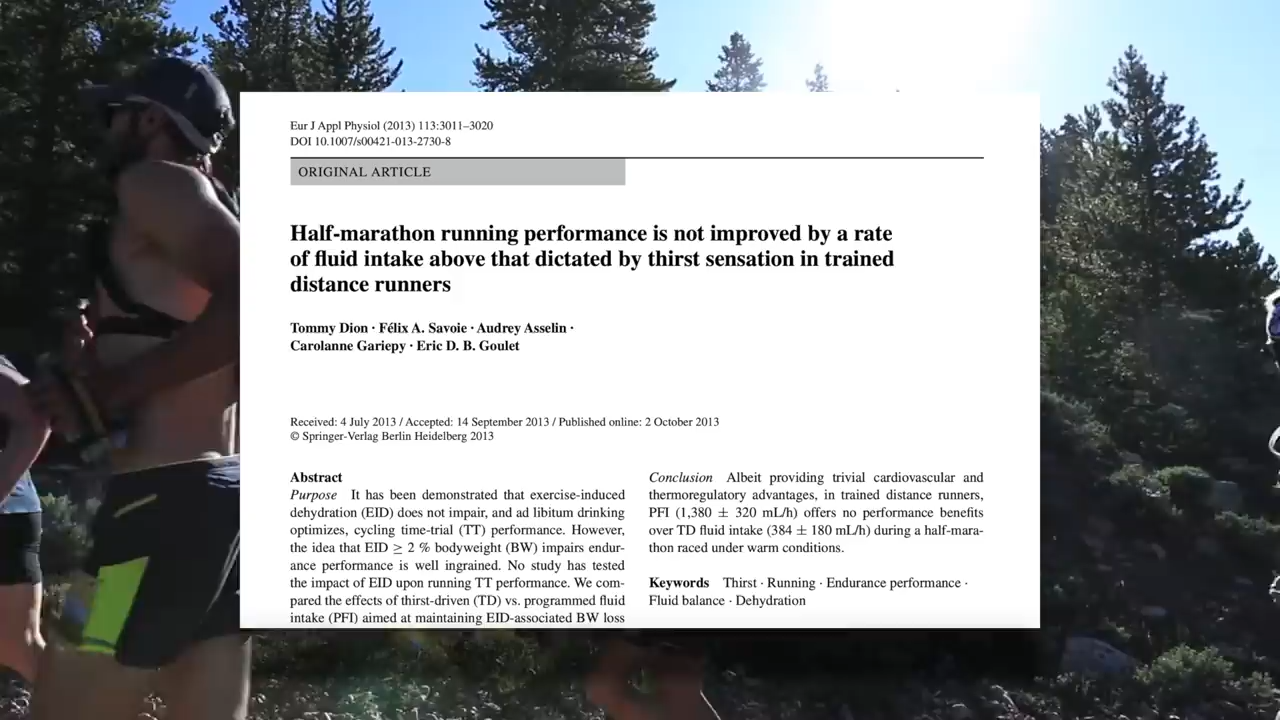 Eur J Appl Physiol (2013) 113:3011–3020
DOI 10.1007/s00421-013-2730-8
ORIGINAL ARTICLE
Half-marathon running performance is not improved by a rate
of fluid intake above that dictated by thirst sensation in trained
distance runners
Tommy Dion · Félix A. Savoie · Audrey Asselin ·
Carolanne Gariepy · Eric D. B. Goulet
Received: 4 July 2013 / Accepted: 14 September 2013 / Published online: 2 October 2013
© Springer-Verlag Berlin Heidelberg 2013
Abstract
Purpose It has been demonstrated that exercise-induced
dehydration (EID) does not impair, and ad libitum drinking
optimizes, cycling time-trial (TT) performance. However,
the idea that EID ≥ 2 % bodyweight (BW) impairs endur-
ance performance is well ingrained. No study has tested
the impact of EID upon running TT performance. We com-
pared the effects of thirst-driven (TD) vs. programmed fluid
intake (PFI) aimed at maintaining EID-associated BW loss
Conclusion Albeit providing trivial cardiovascular and
thermoregulatory advantages, in trained distance runners,
PFI (1,380 ± 320 mL/h) offers no performance benefits
over TD fluid intake (384 ± 180 mL/h) during a half-mara-
thon raced under warm conditions.
Keywords Thirst · Running · Endurance performance ·
Fluid balance · Dehydration